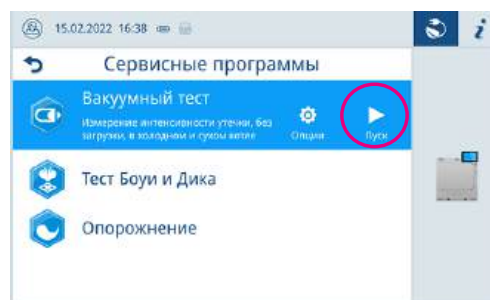 15.02.2022 16:38
i
Сервисные программы
Вакуумный тест
Измерение интенсивности утечки, без
загрузки, в холодном и сухом котле
Опции
Пуск
Тест Боуи и Дика
Опорожнение